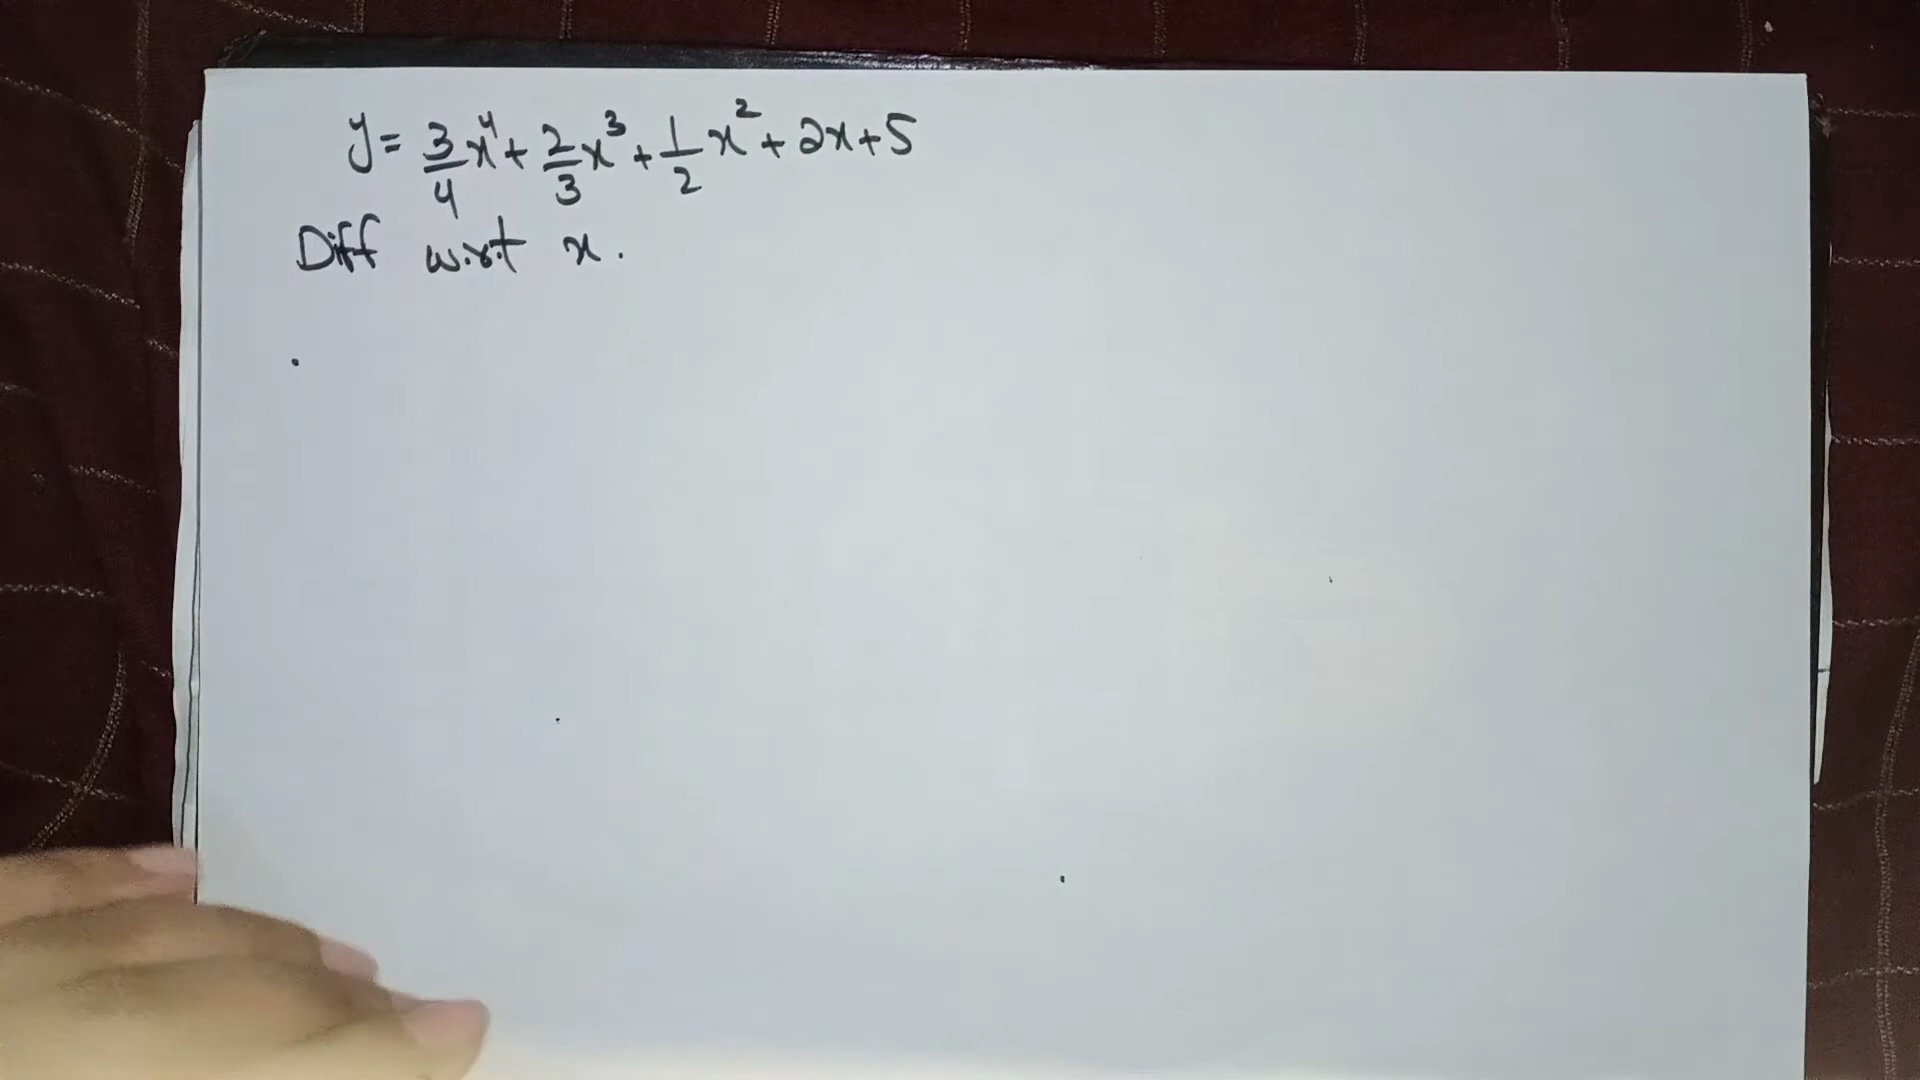 y = 3/4 x⁴ + 2/3 x³ + 1/2 x² + 2x + 5
Diff w.r.t x.